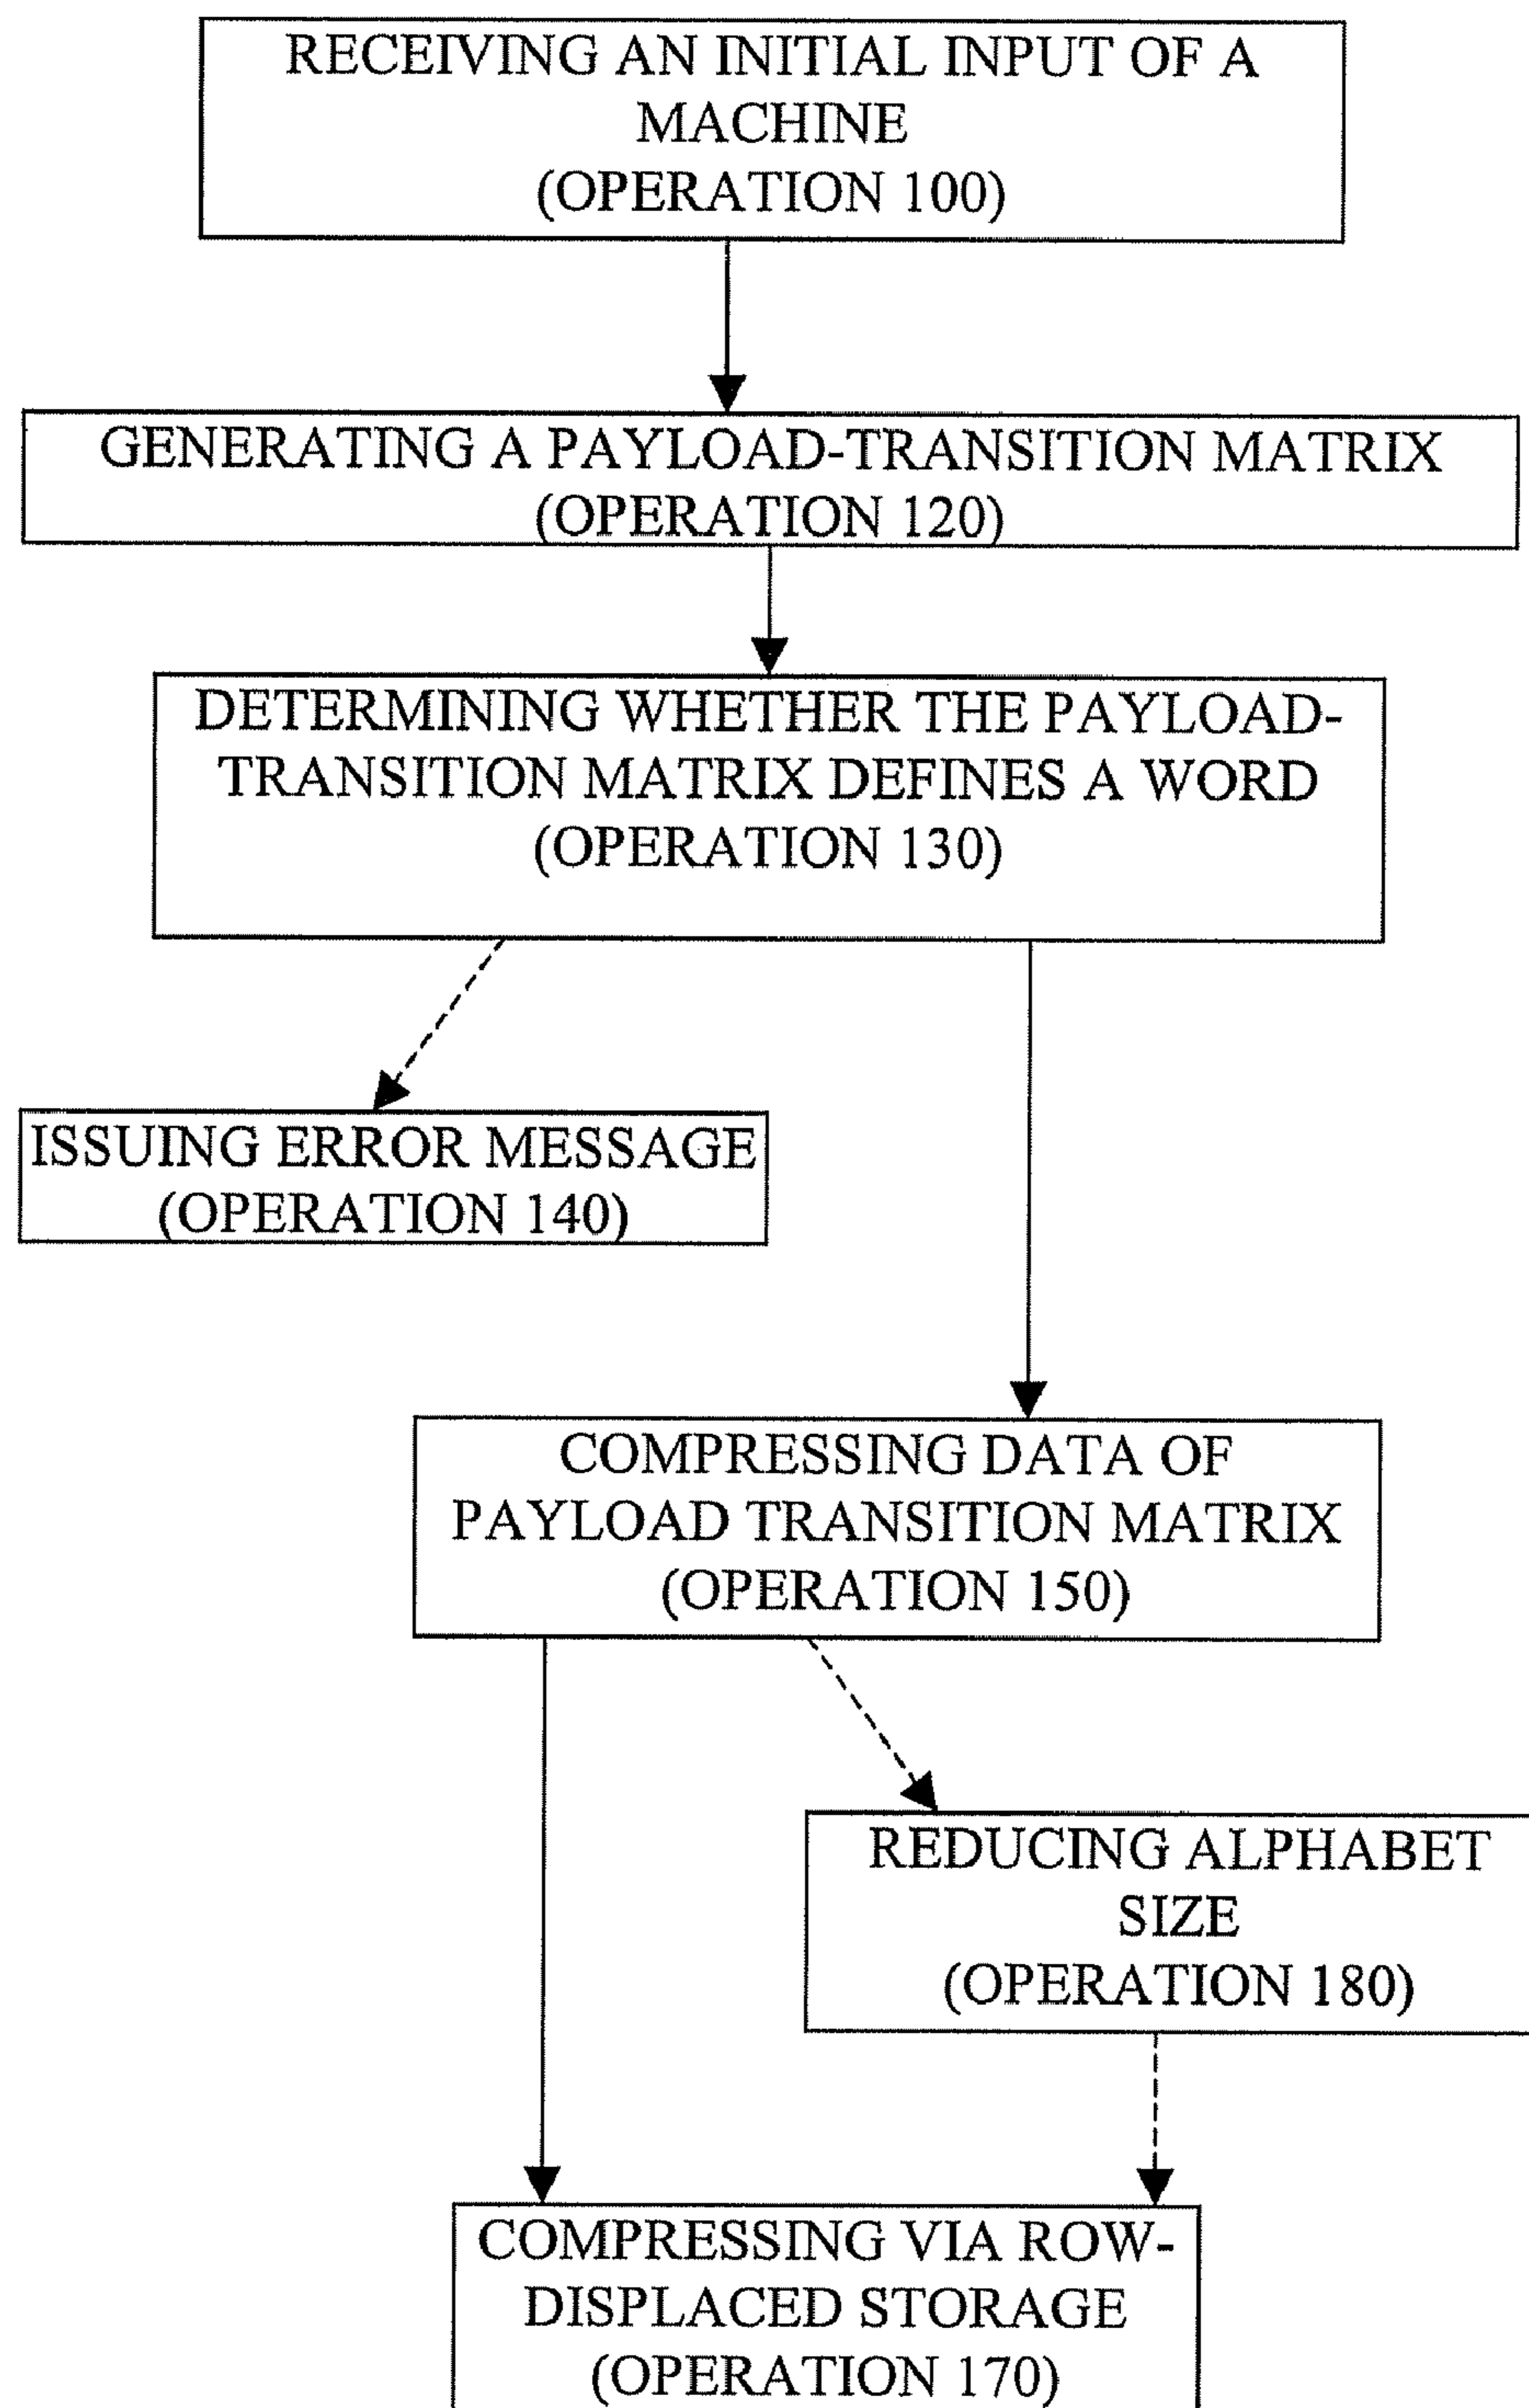 RECEIVING AN INITIAL INPUT OF A
MACHINE
(OPERATION 100)
GENERATING A PAYLOAD-TRANSITION MATRIX
(OPERATION 120)
DETERMINING WHETHER THE PAYLOAD-
TRANSITION MATRIX DEFINES A WORD
(OPERATION 130)
ISSUING ERROR MESSAGE
(OPERATION 140)
COMPRESSING DATA OF
PAYLOAD TRANSITION MATRIX
(OPERATION 150)
REDUCING ALPHABET
SIZE
(OPERATION 180)
COMPRESSING VIA ROW-
DISPLACED STORAGE
(OPERATION 170)